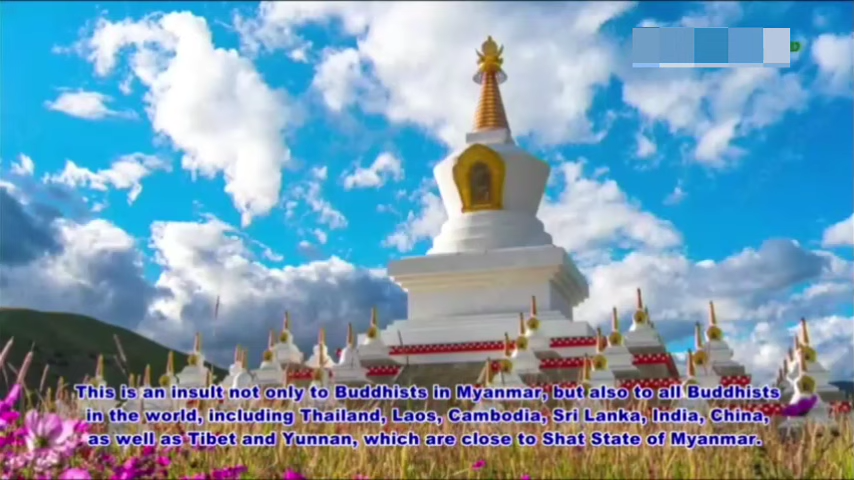 This is an insult not only to Buddhists in Myanmar, but also to all Buddhists
in the world, including Thailand, Laos, Cambodia, Sri Lanka, India, China,
as well as Tibet and Yunnan, which are close to Shat State of Myanmar.